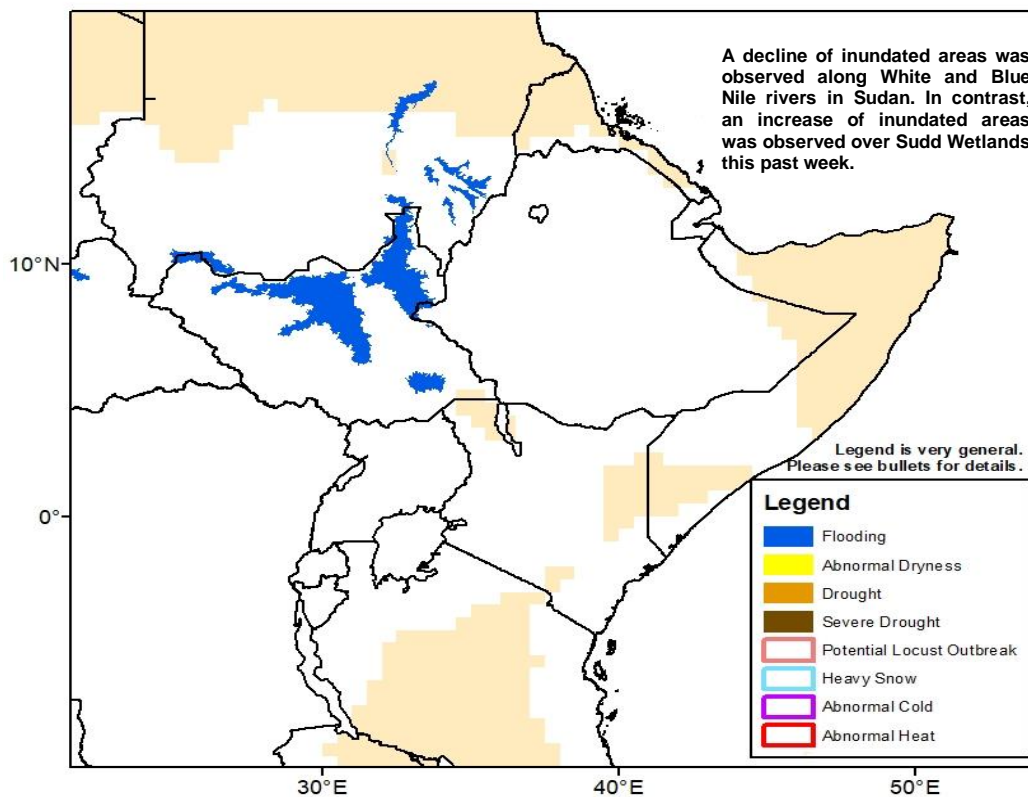 A decline of inundated areas was
observed along White and Blue
Nile rivers in Sudan. In contrast,
an increase of inundated areas
was observed over Sudd Wetlands
this past week.
10°N
0°
Legend is very general.
Please see bullets for details.
Legend
Flooding
Abnormal Dryness
Drought
Severe Drought
Potential Locust Outbreak
Heavy Snow
Abnormal Cold
Abnormal Heat
30°E 40°E 50°E